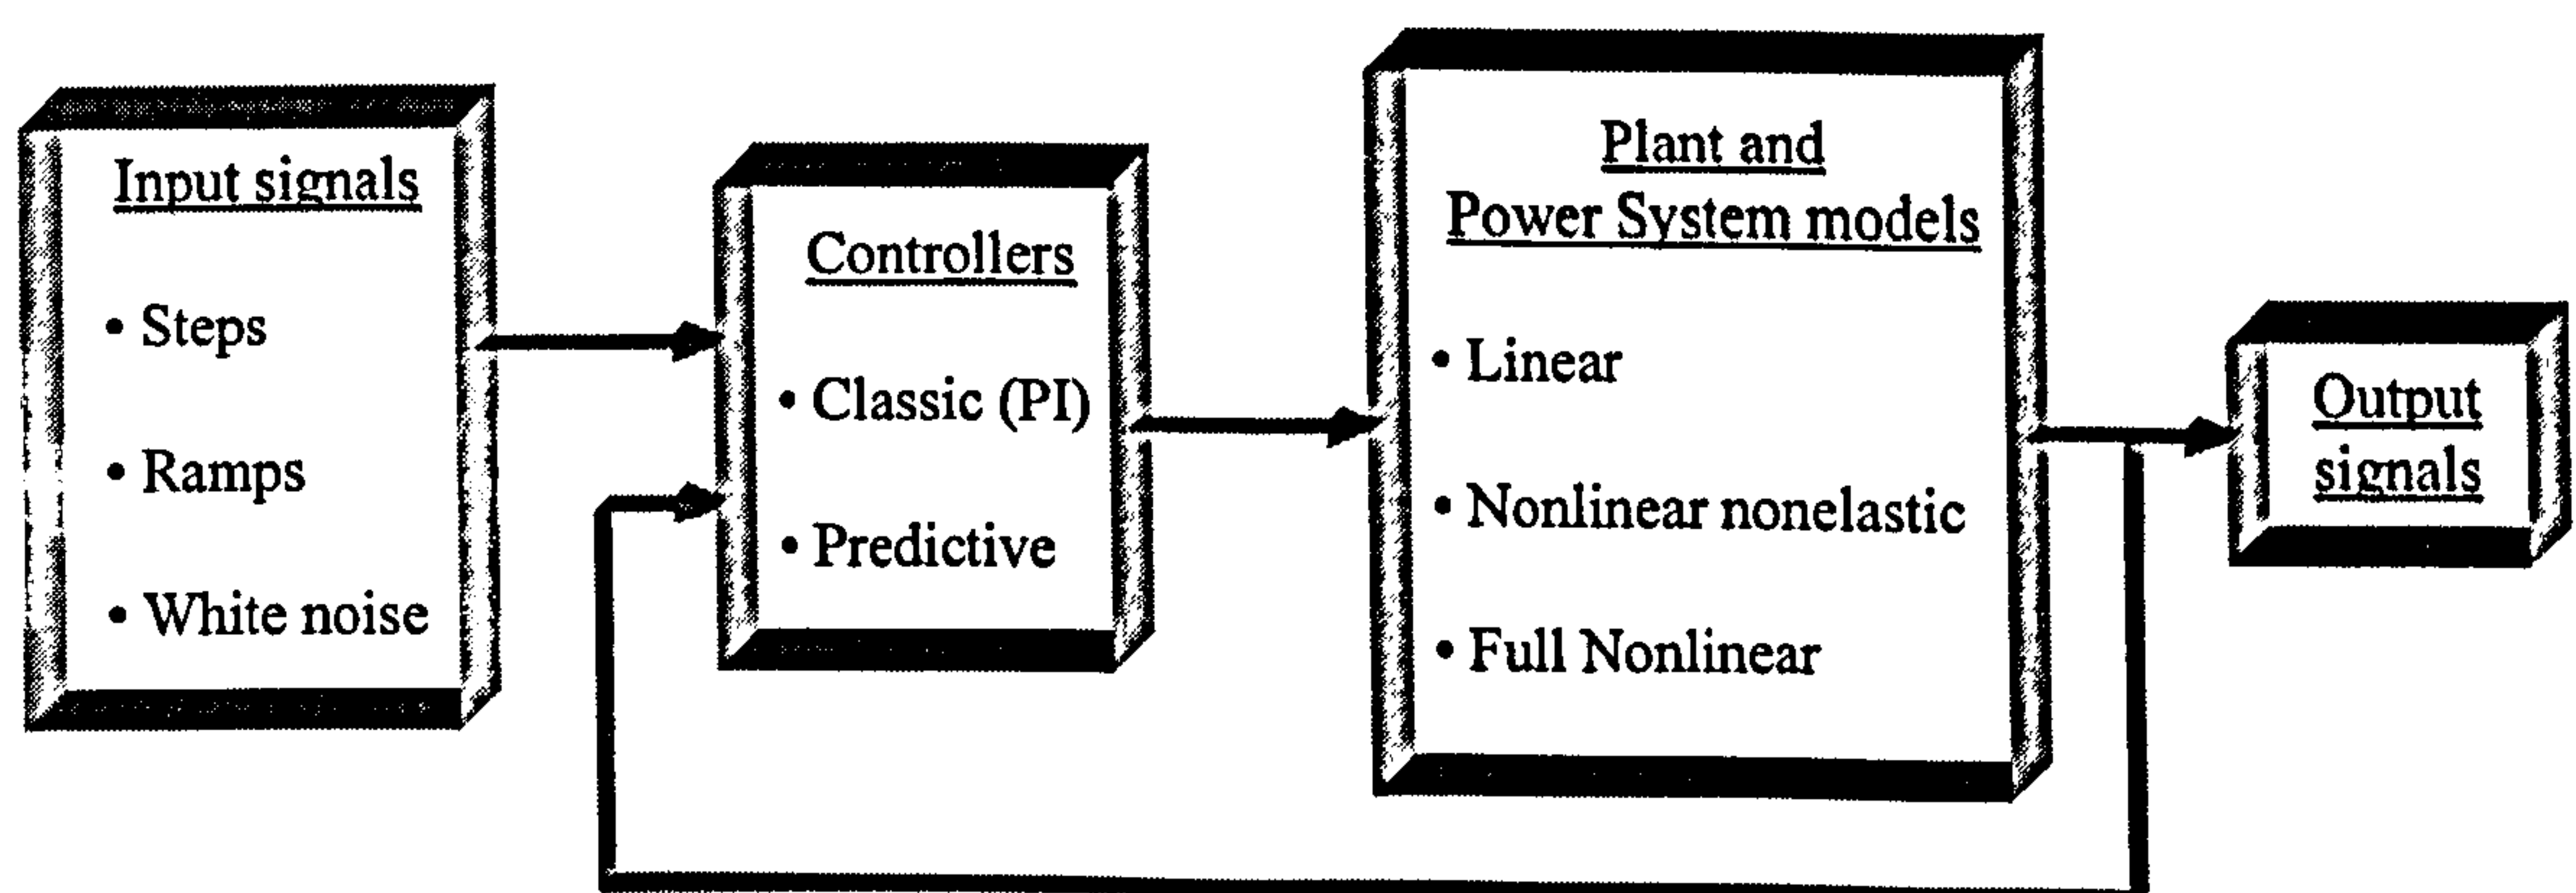 Input signals
• Steps
• Ramps
• White noise
Controllers
• Classic (PI)
• Predictive
Plant and
Power System models
• Linear
• Nonlinear nonelastic
• Full Nonlinear
Output
signals